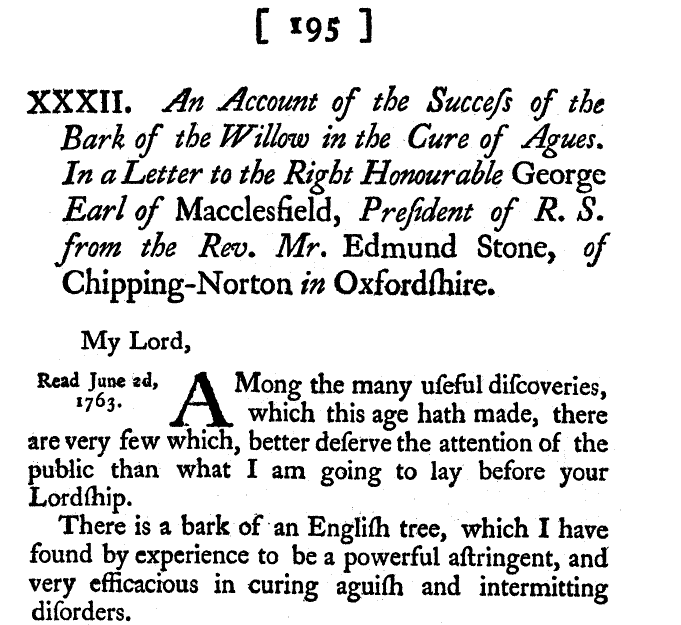 [ 195 ]
XXXII. An Account of the Succeſs of the
Bark of the Willow in the Cure of Agues.
In a Letter to the Right Honourable George
Earl of Macclesfield, Preſident of R. S.
from the Rev. Mr. Edmund Stone, of
Chipping-Norton in Oxfordſhire.
My Lord,
Read June 2d,
1763.
AMong the many uſeful diſcoveries,
which this age hath made, there
are very few which, better deſerve the attention of the
public than what I am going to lay before your
Lordſhip.
There is a bark of an Engliſh tree, which I have
found by experience to be a powerful aſtringent, and
very efficacious in curing aguiſh and intermitting
diſorders.